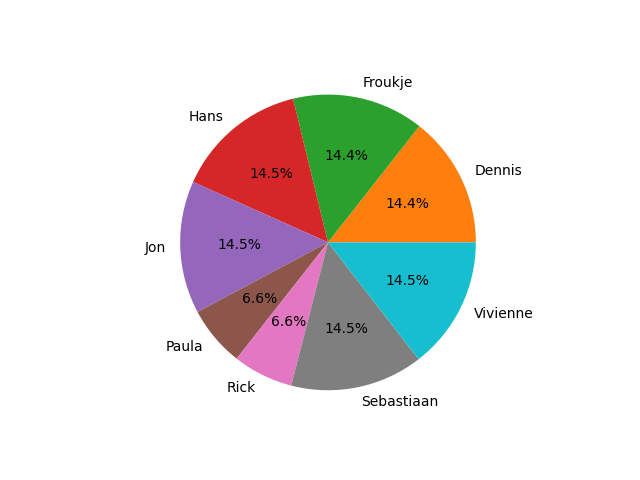 Froukje
Hans
Dennis
14.4%
14.5%
14.4%
Jon
14.5%
Vivienne
14.5%
6.6%
6.6%
14.5%
Paula
Rick
Sebastiaan